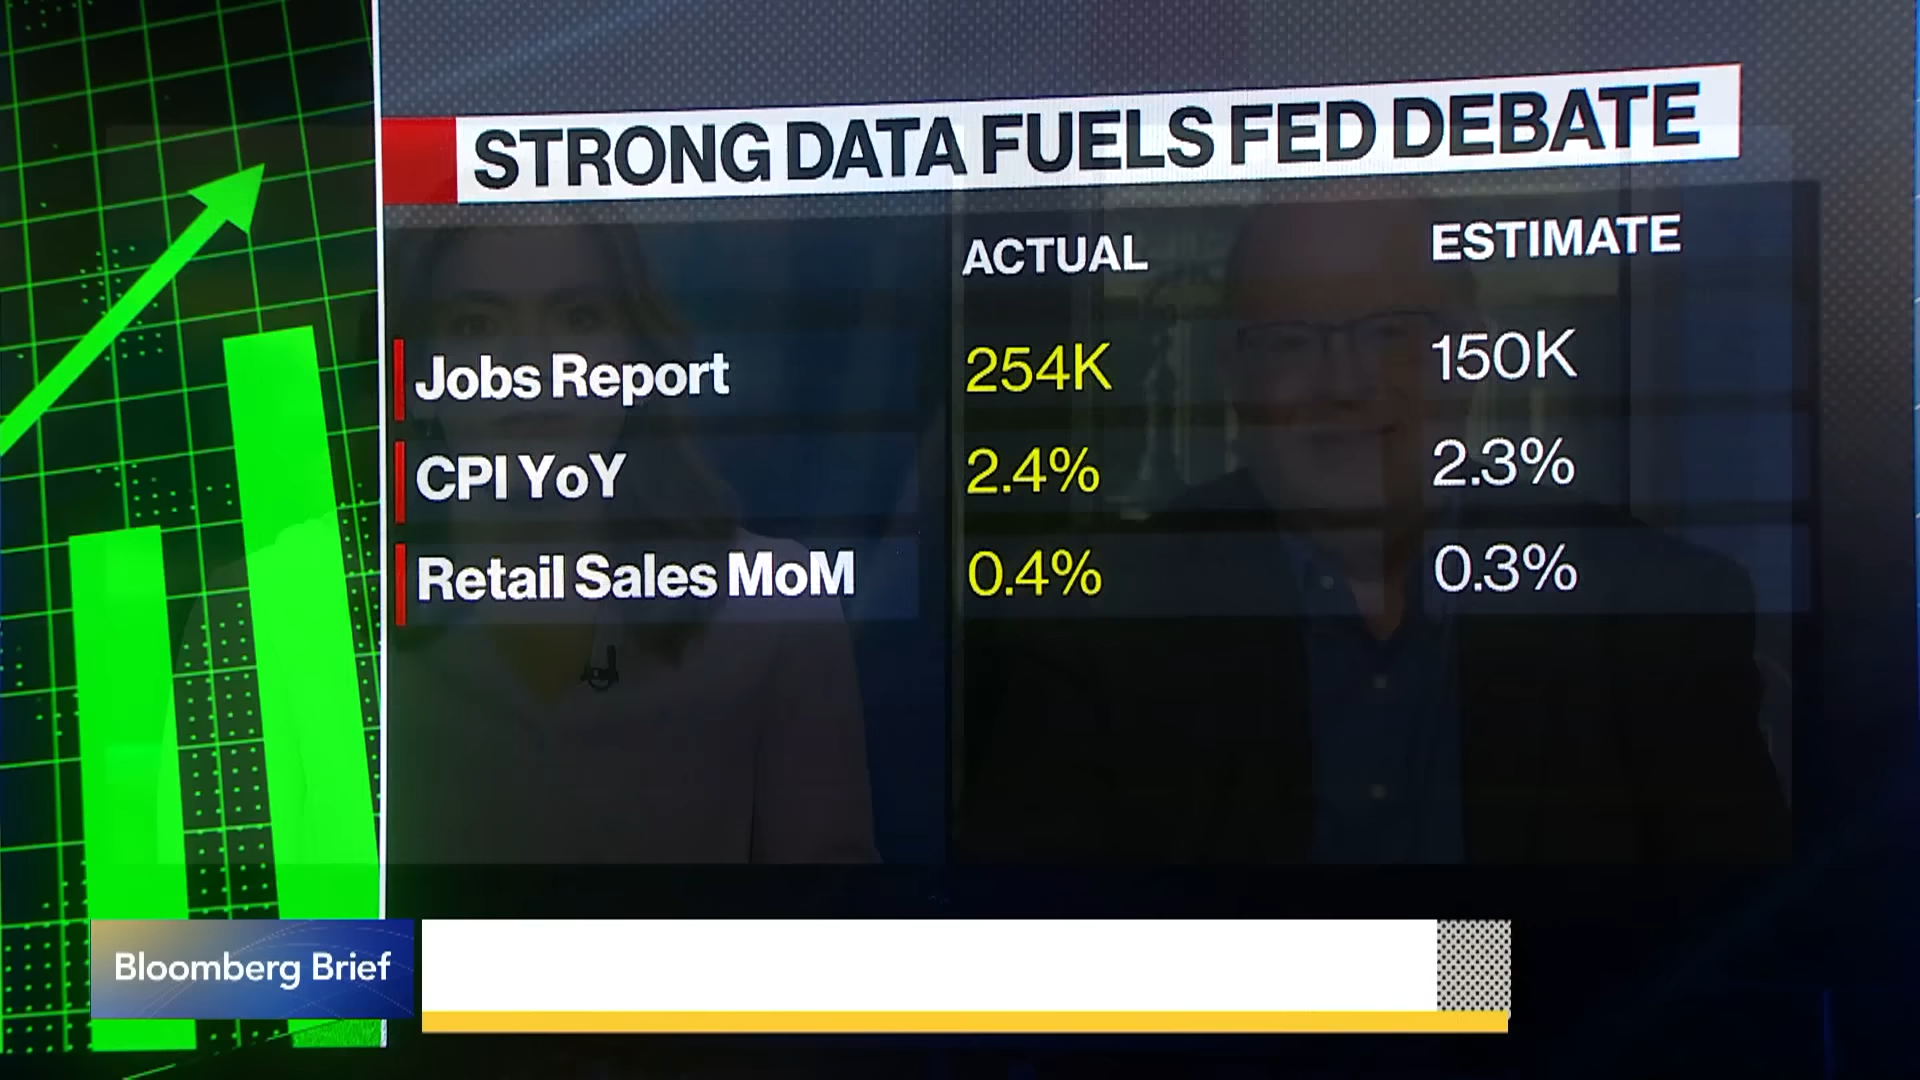 STRONG DATA FUELS FED DEBATE
ACTUAL ESTIMATE
Jobs Report 254K 150K
CPI YoY 2.4% 2.3%
Retail Sales MoM 0.4% 0.3%
Bloomberg Brief